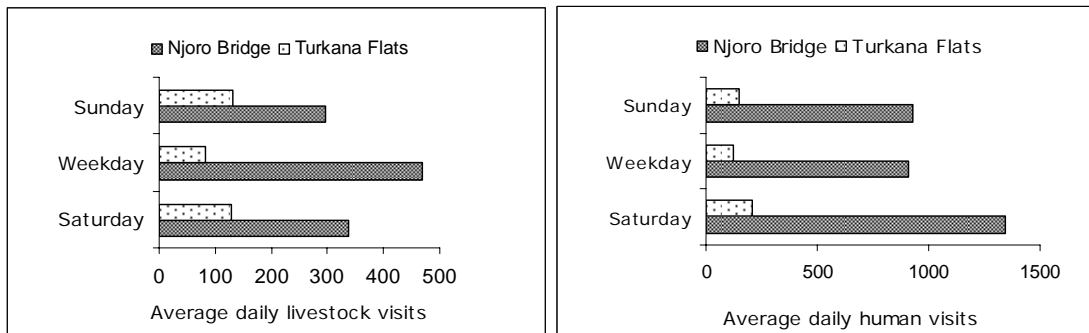 Njoro Bridge Turkana Flats
Sunday
Weekday
Saturday
0 100 200 300 400 500
Average daily livestock visits
Njoro Bridge Turkana Flats
Sunday
Weekday
Saturday
0 500 1000 1500
Average daily human visits